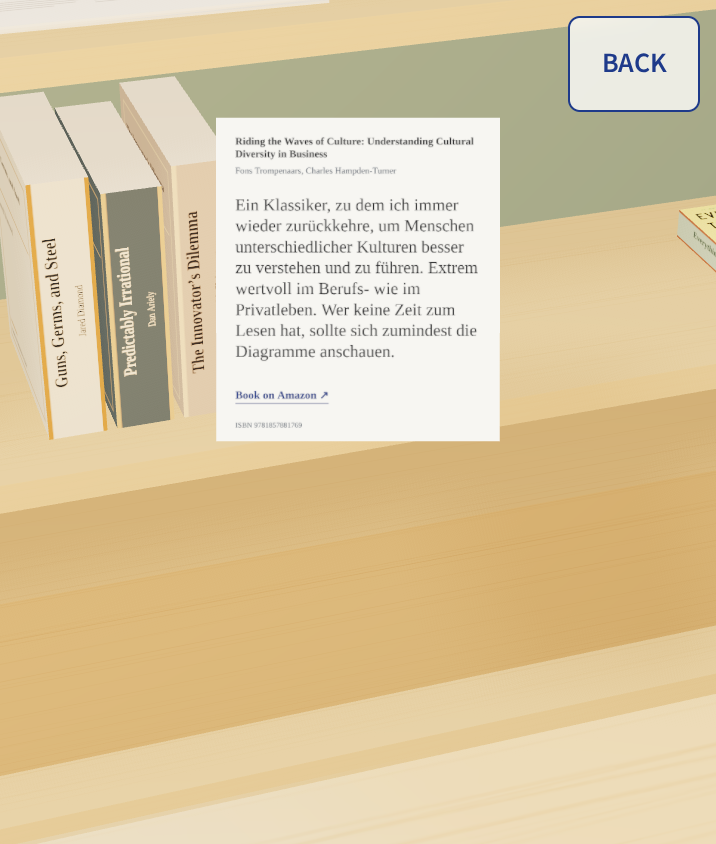 BACK
Guns, Germs, and Steel
Jared Diamond
Predictably Irrational
Dan Ariely
The Innovator's Dilemma
Riding the Waves of Culture: Understanding Cultural
Diversity in Business
Fons Trompenaars, Charles Hampden-Turner
Ein Klassiker, zu dem ich immer
wieder zurückkehre, um Menschen
unterschiedlicher Kulturen besser
zu verstehen und zu führen. Extrem
wertvoll im Berufs- wie im
Privatleben. Wer keine Zeit zum
Lesen hat, sollte sich zumindest die
Diagramme anschauen.
Book on Amazon ↗
ISBN 9781857881769